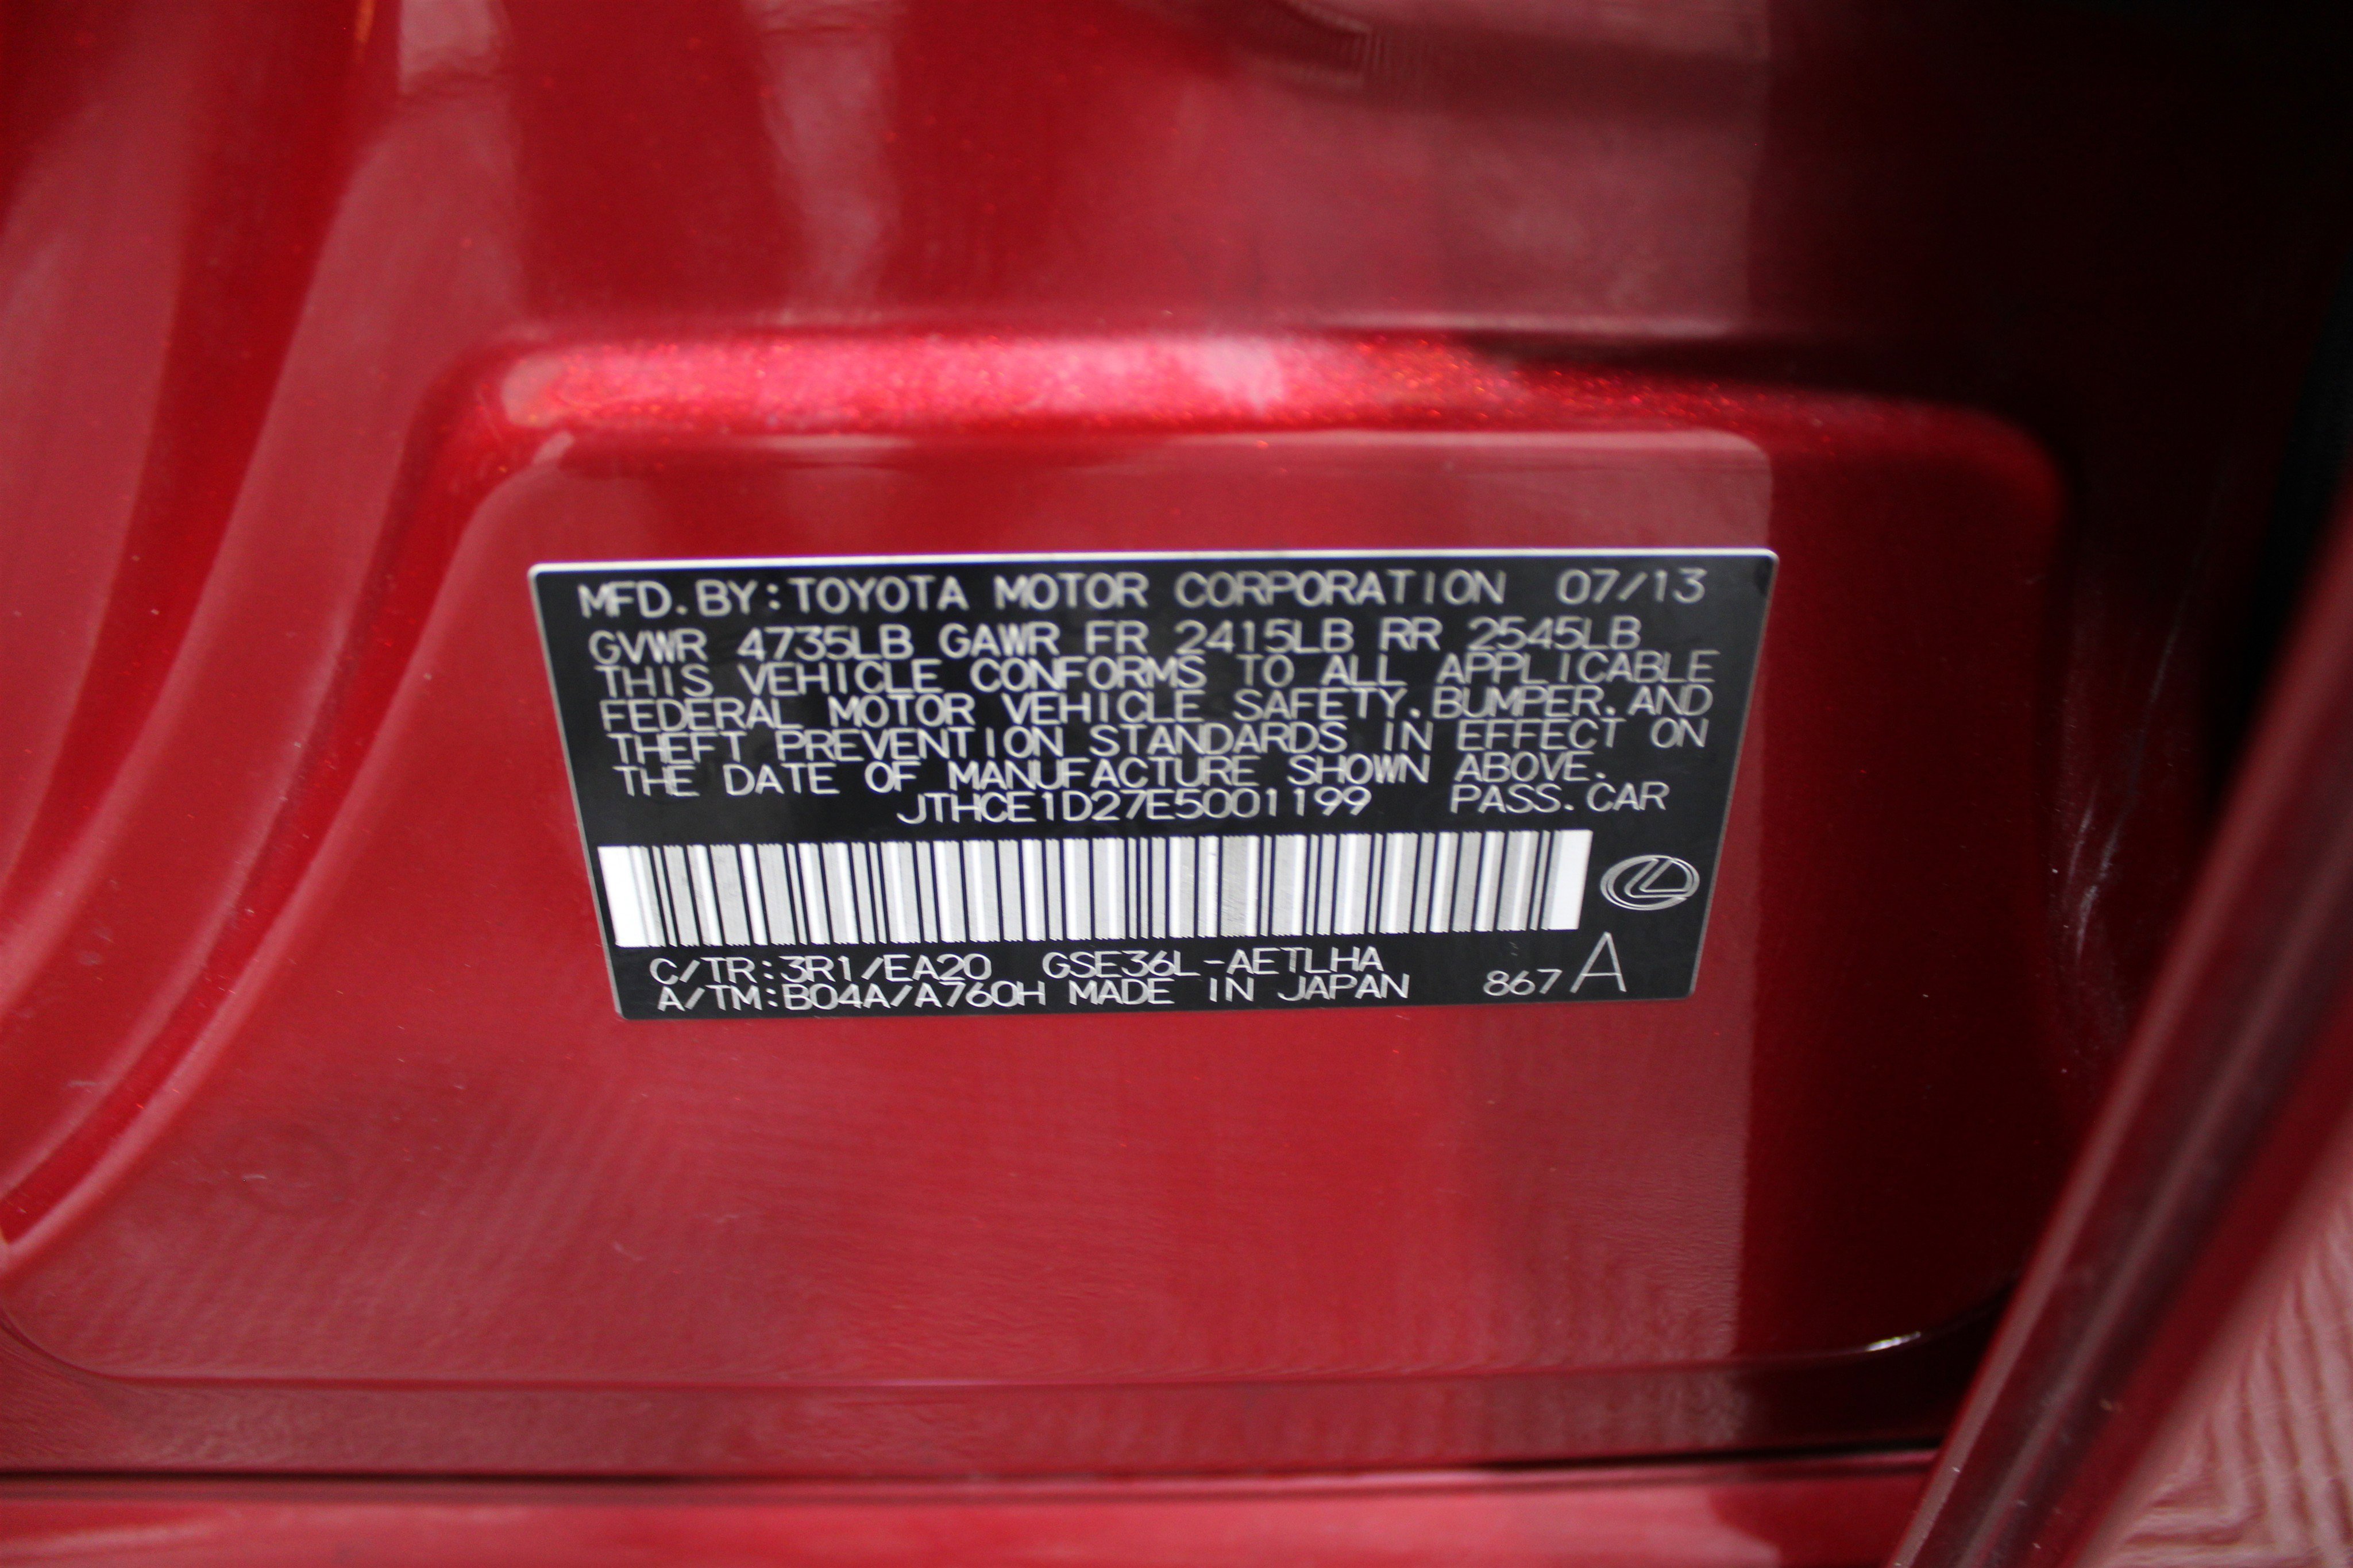 MFD.BY:TOYOTA MOTOR CORPORATION 07/13
GVWR 4735LB GAWR FR 2415LB RR 2545LB
THIS VEHICLE CONFORMS TO ALL APPLICABLE
FEDERAL MOTOR VEHICLE SAFETY.BUMPER.AND
THEFT PREVENTION STANDARDS IN EFFECT ON
THE DATE OF MANUFACTURE SHOWN ABOVE.
JTHCE1D27E5001199 PASS.CAR
C/TR:3R1/EA20 GSE36L-AETLHA
A/TM:B04A/A760H MADE IN JAPAN 867 A